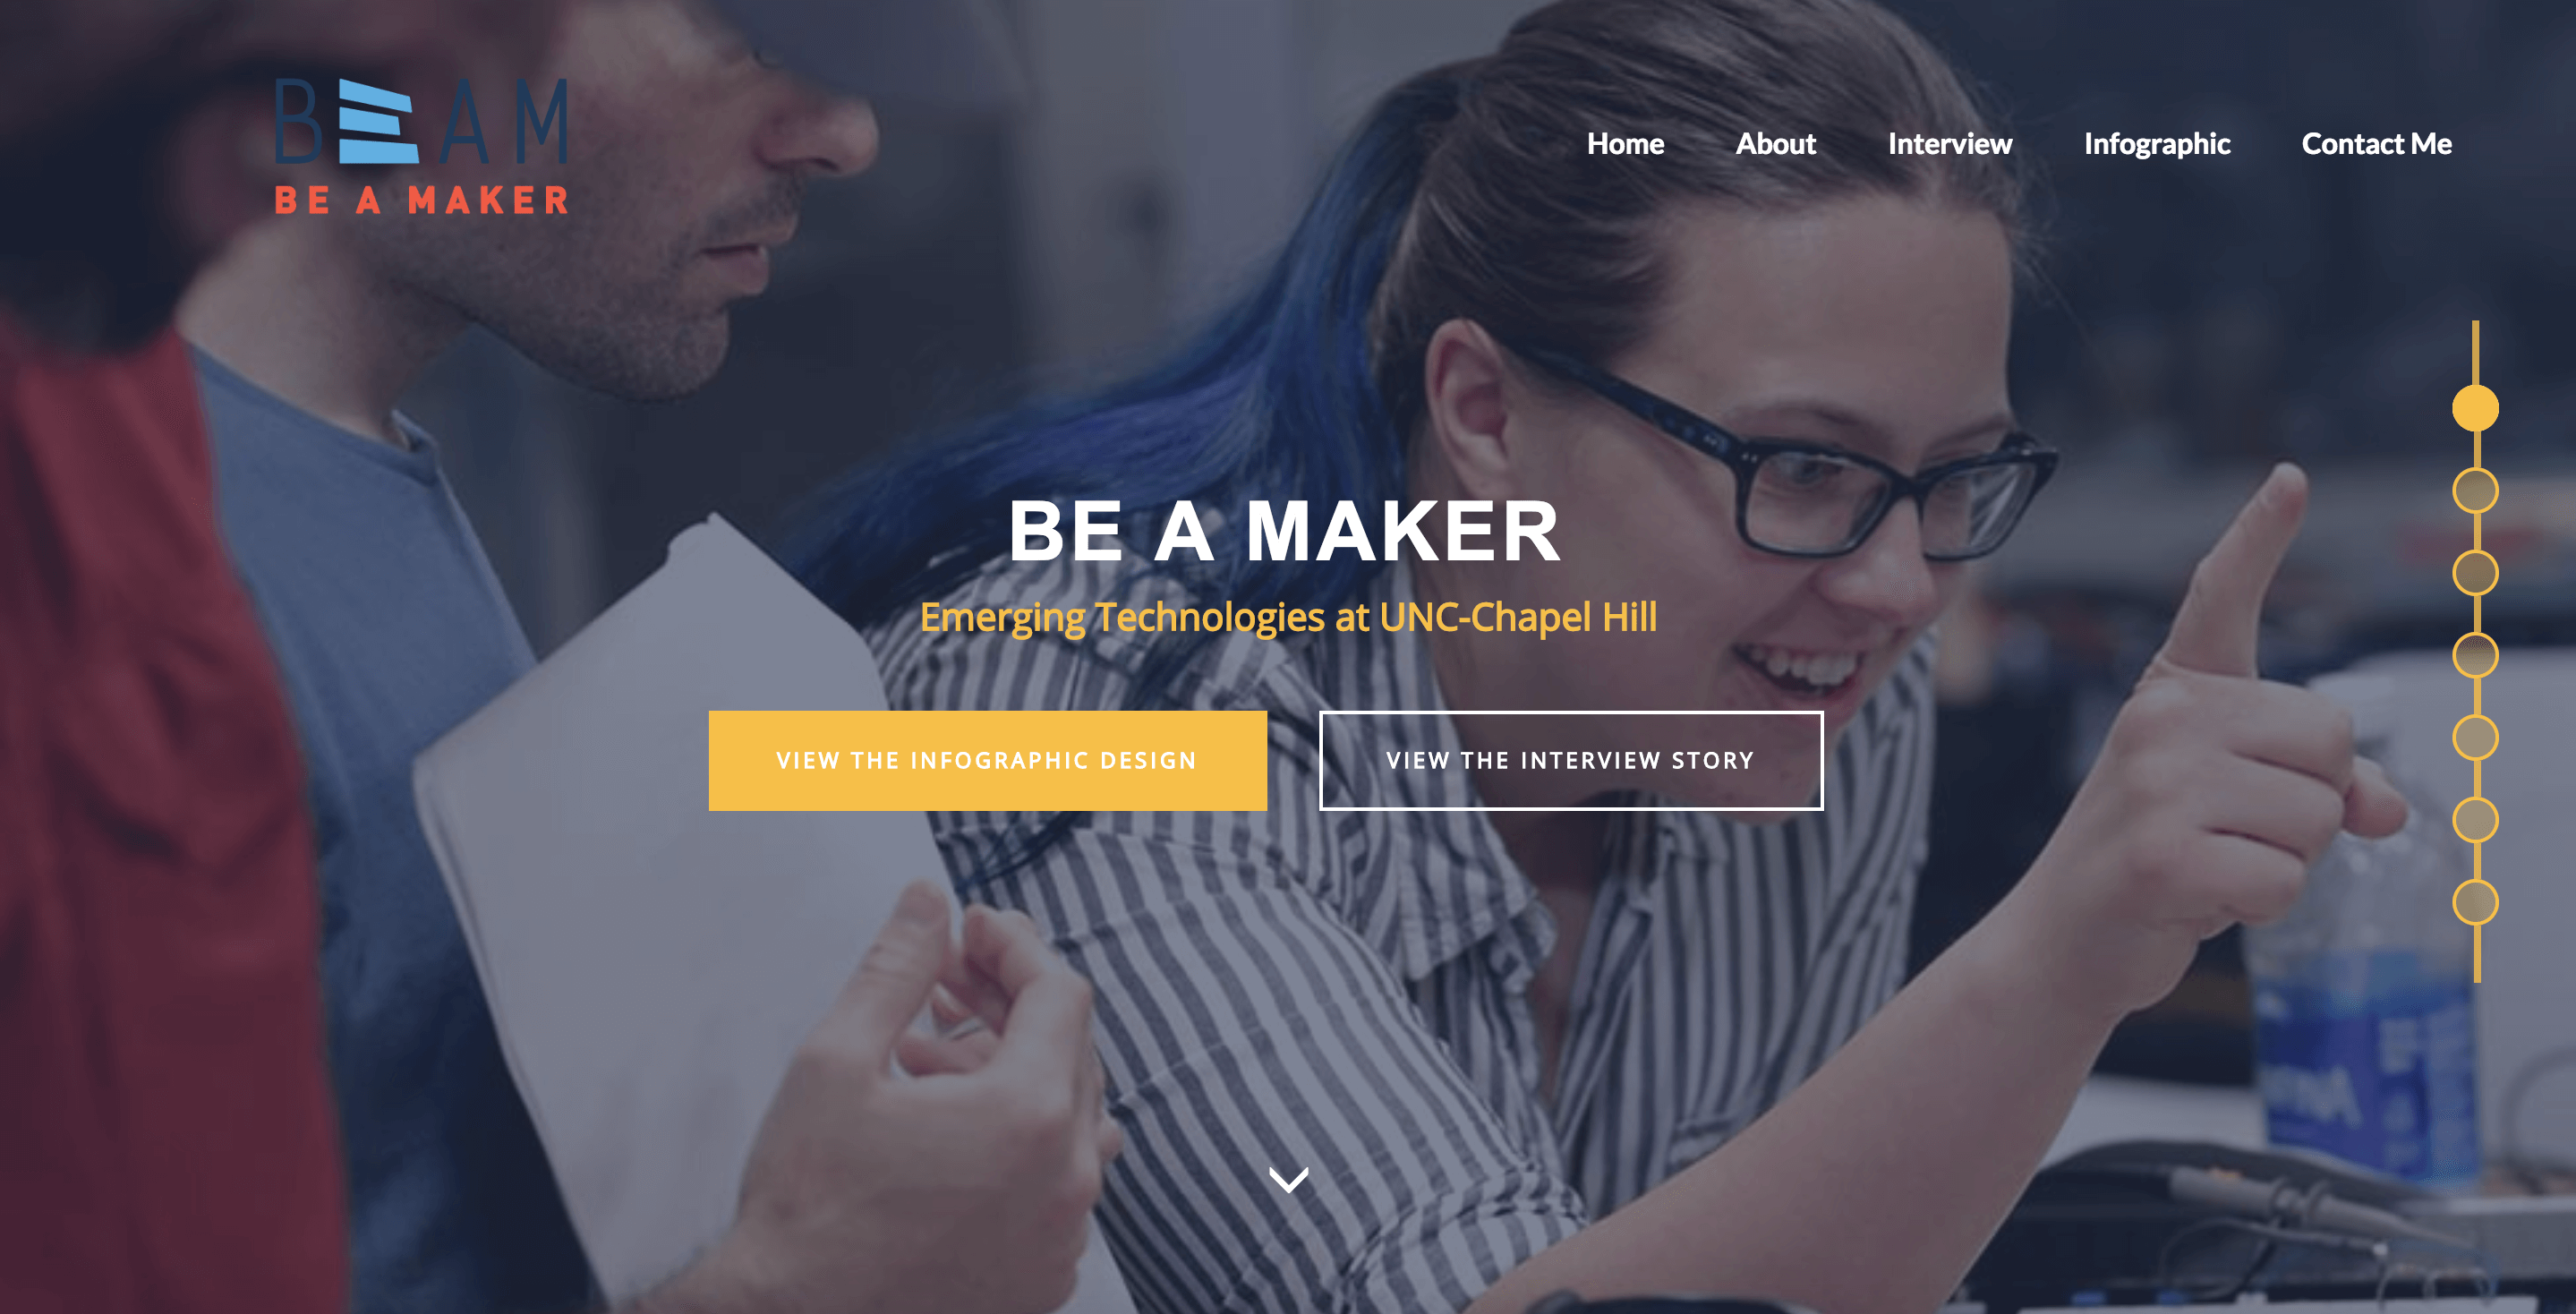 BEAM
BE A MAKER
Home About Interview Infographic Contact Me
BE A MAKER
Emerging Technologies at UNC-Chapel Hill
VIEW THE INFOGRAPHIC DESIGN
VIEW THE INTERVIEW STORY